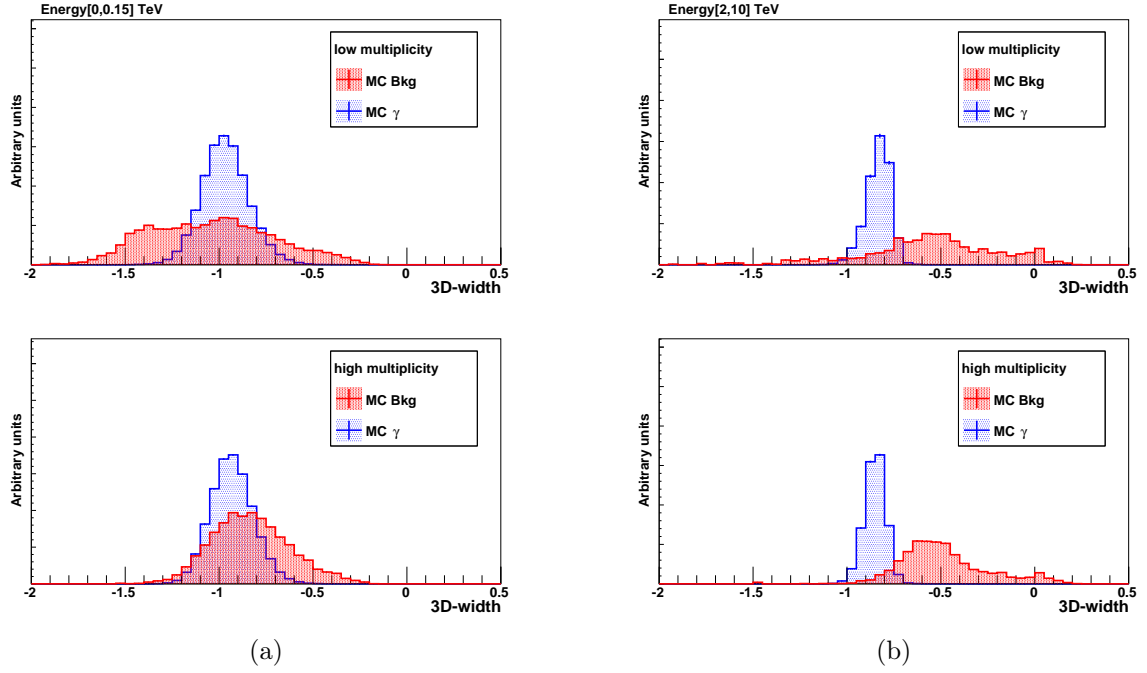 Energy[0,0.15] TeV
Arbitrary units
low multiplicity
MC Bkg
MC γ
-2 -1.5 -1 -0.5 0 0.5
3D-width
Energy[2,10] TeV
Arbitrary units
low multiplicity
MC Bkg
MC γ
-2 -1.5 -1 -0.5 0 0.5
3D-width
Arbitrary units
high multiplicity
MC Bkg
MC γ
-2 -1.5 -1 -0.5 0 0.5
3D-width
Arbitrary units
high multiplicity
MC Bkg
MC γ
-2 -1.5 -1 -0.5 0 0.5
3D-width
(a)
(b)